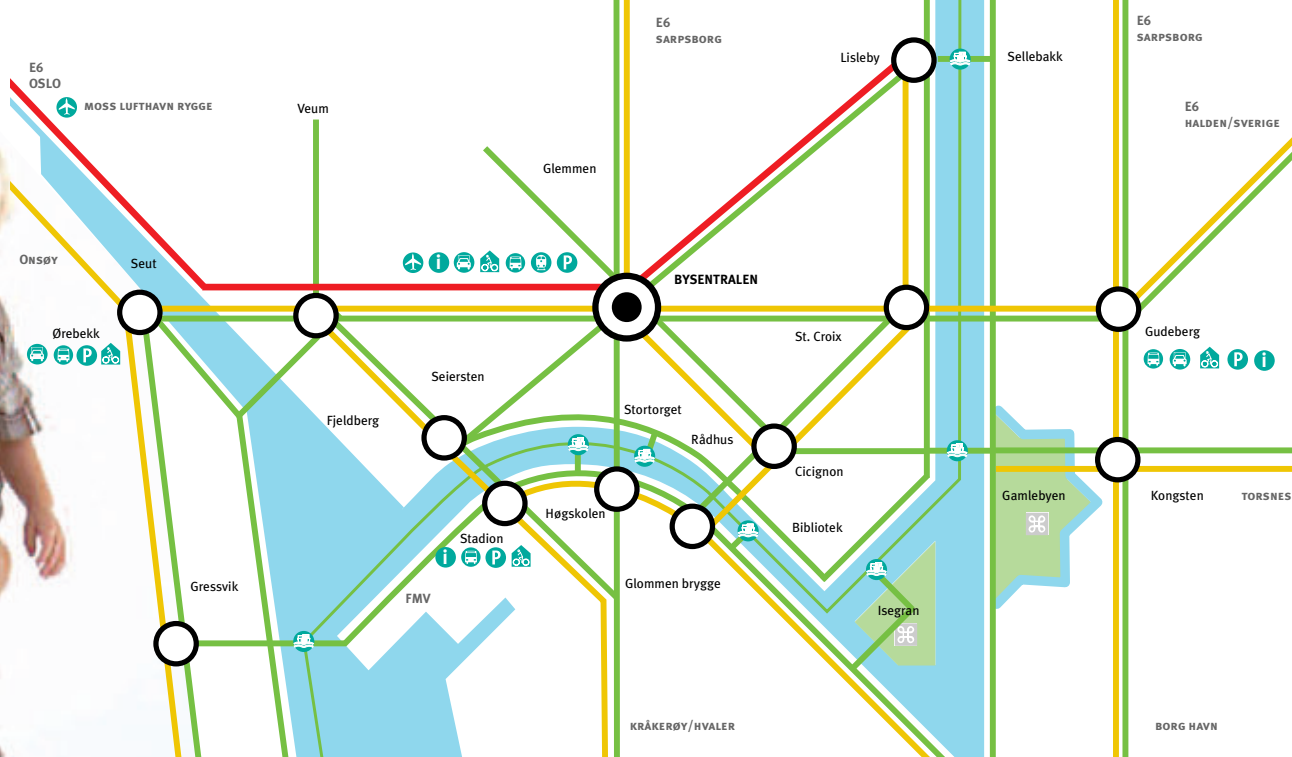 E6
SARPSBORG
E6
SARPSBORG
Lisleby
Sellebakk
E6
OSLO
MOSS LUFTHAVN RYGGE
Veum
E6
HALDEN/SVERIGE
Glemmen
ONSØY
Seut
i
P
BYSENTRALEN
Ørebekk
P
St. Croix
Gudeberg
P
i
Seiersten
Fjeldberg
Stortorget
Rådhus
Cicignon
Gamlebyen
Kongsten
TORSNES
Høgskolen
Bibliotek
Stadion
i
P
Gressvik
Glommen brygge
FMV
Isegran
KRÅKERØY/HVALER
BORG HAVN